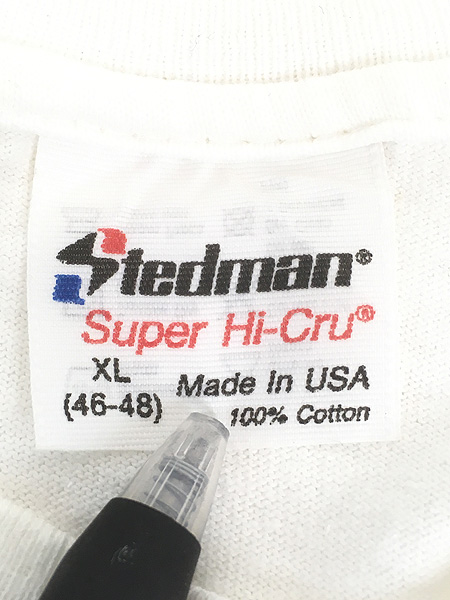 Stedman®
Super Hi-Cru®
XL
(46-48)
Made In USA
100% Cotton